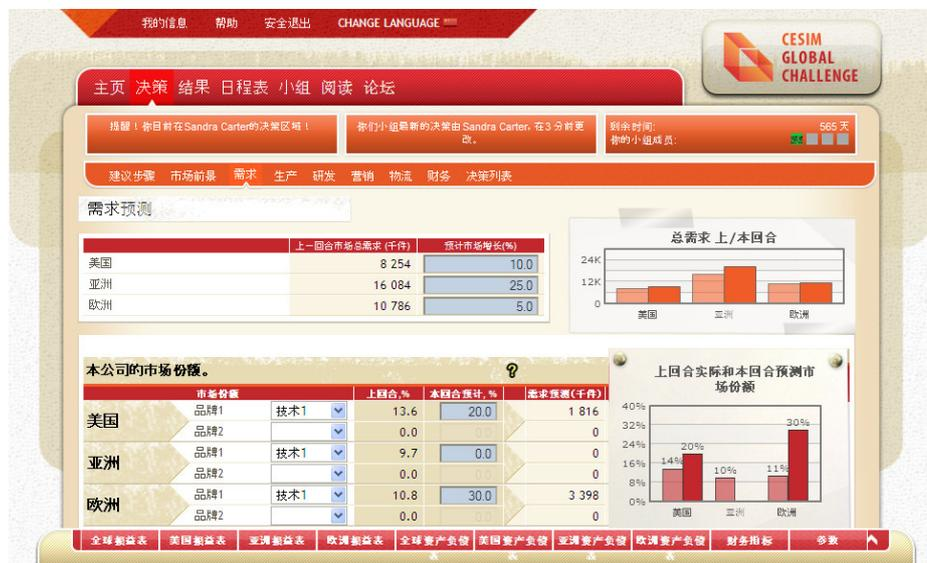 我的信息 帮助 安全退出 CHANGE LANGUAGE
CESIM
GLOBAL
CHALLENGE
主页 决策 结果 日程表 小组 阅读 论坛
提醒！你目前在Sandra Carter的决策区域！
你们小组最新的决策由 Sandra Carter, 在3 分前更
改。
剩余时间: 565 天
你的小组成员:
建议步骤 市场前景 需求 生产 研发 营销 物流 财务 决策列表
需求预测
上一回合市场总需求 (千件) 预计市场增长(%)
美国 8 254 10.0
亚洲 16 084 25.0
欧洲 10 786 5.0
总需求 上/本回合
24K
12K
0
美国 亚洲 欧洲
本公司的市场份额。 ?
市场份额 上回合,% 本回合预计, % 需求预测(千件)
美国 品牌1 技术1 13.6 20.0 1 816
品牌2 0.0 0.0 0
亚洲 品牌1 技术1 9.7 0.0 0
品牌2 0.0 0.0 0
欧洲 品牌1 技术1 10.8 30.0 3 398
品牌2 0.0 0.0 0
上回合实际和本回合预测市
场份额
40%
32%
24%
16%
8%
0%
14% 20% 10% 11% 30%
美国 亚洲 欧洲
全球损益表 美国损益表 亚洲损益表 欧洲损益表 全球资产负债表 美国资产负债表 亚洲资产负债表 欧洲资产负债表 财务指标 参数